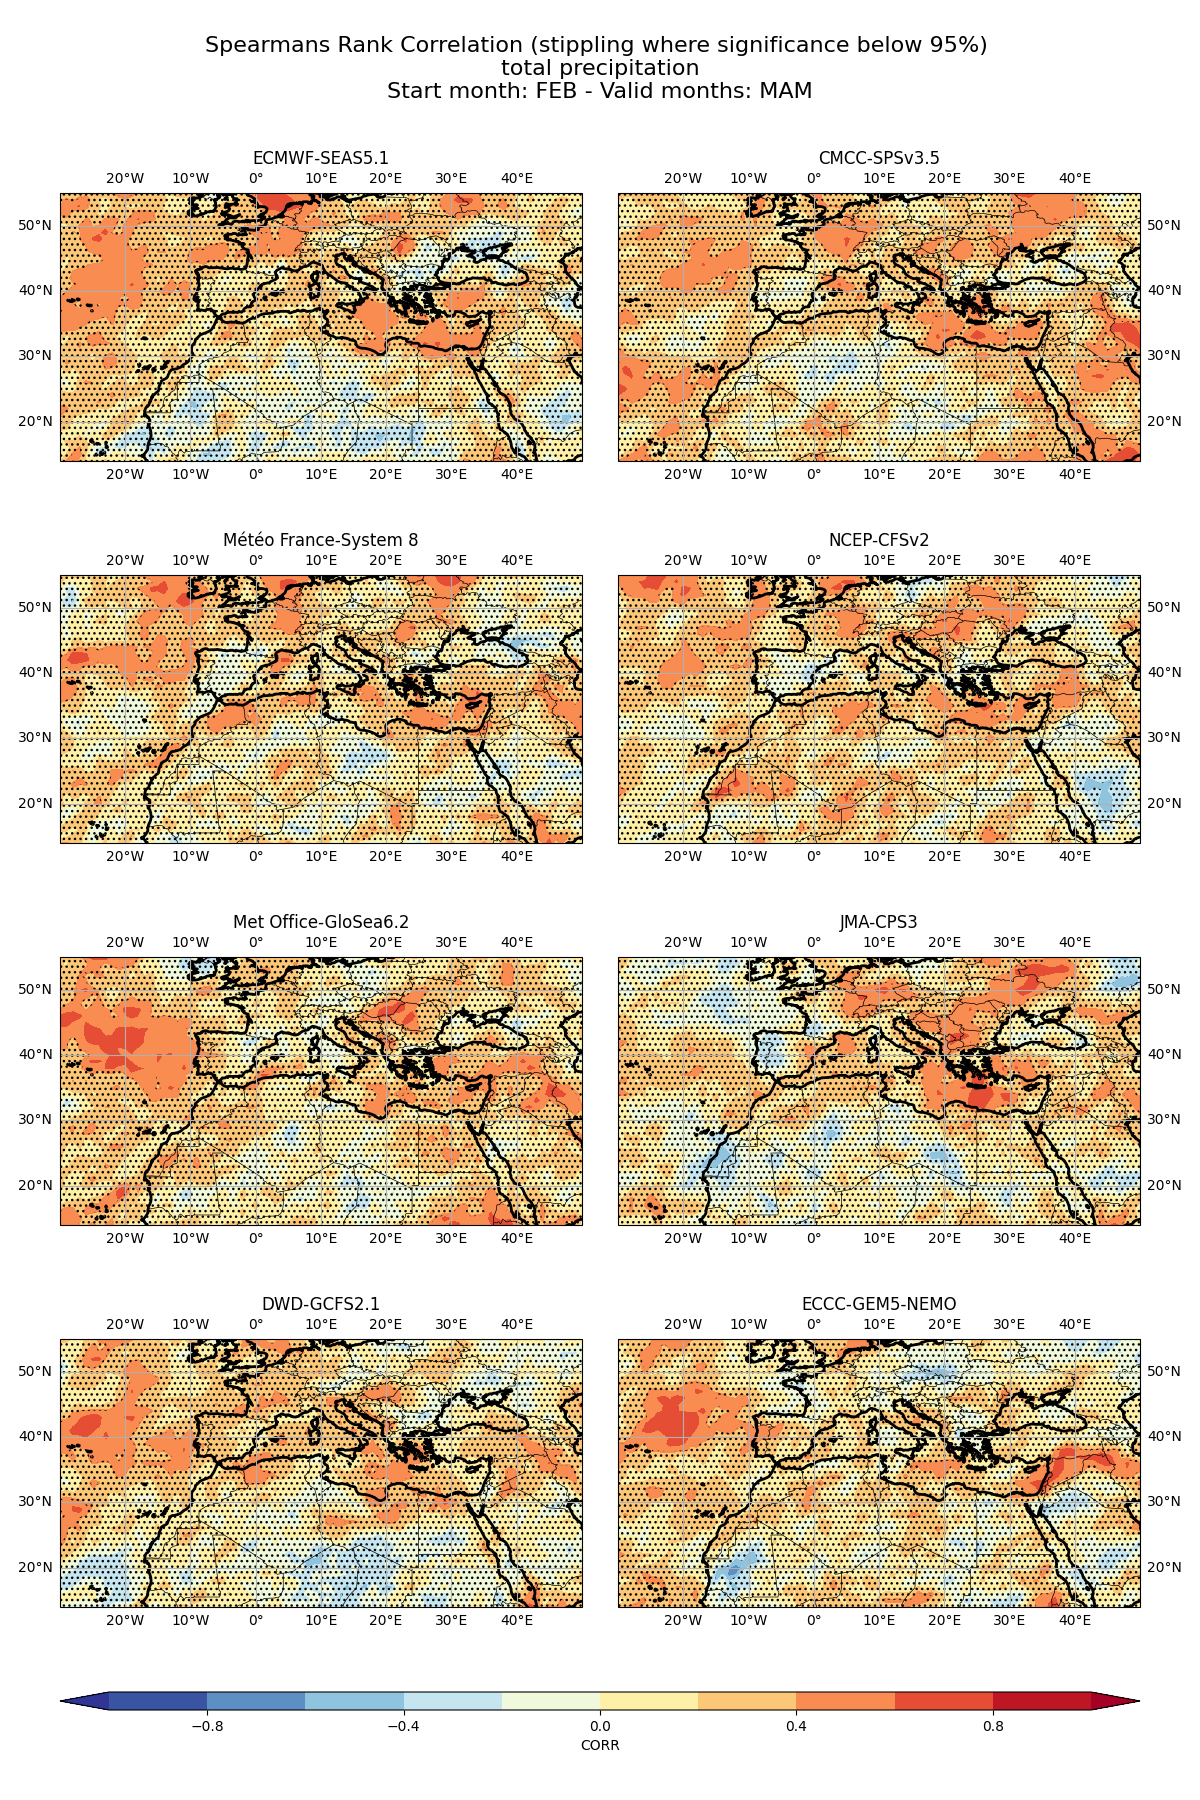 Spearmans Rank Correlation (stippling where significance below 95%)
total precipitation
Start month: FEB - Valid months: MAM
ECMWF-SEAS5.1
20°W 10°W 0° 10°E 20°E 30°E 40°E
50°N
40°N
30°N
20°N
20°W 10°W 0° 10°E 20°E 30°E 40°E
CMCC-SPSv3.5
20°W 10°W 0° 10°E 20°E 30°E 40°E
50°N
40°N
30°N
20°N
20°W 10°W 0° 10°E 20°E 30°E 40°E
Météo France-System 8
20°W 10°W 0° 10°E 20°E 30°E 40°E
50°N
40°N
30°N
20°N
20°W 10°W 0° 10°E 20°E 30°E 40°E
NCEP-CFSv2
20°W 10°W 0° 10°E 20°E 30°E 40°E
50°N
40°N
30°N
20°N
20°W 10°W 0° 10°E 20°E 30°E 40°E
Met Office-GloSea6.2
20°W 10°W 0° 10°E 20°E 30°E 40°E
50°N
40°N
30°N
20°N
20°W 10°W 0° 10°E 20°E 30°E 40°E
JMA-CPS3
20°W 10°W 0° 10°E 20°E 30°E 40°E
50°N
40°N
30°N
20°N
20°W 10°W 0° 10°E 20°E 30°E 40°E
DWD-GCFS2.1
20°W 10°W 0° 10°E 20°E 30°E 40°E
50°N
40°N
30°N
20°N
20°W 10°W 0° 10°E 20°E 30°E 40°E
ECCC-GEM5-NEMO
20°W 10°W 0° 10°E 20°E 30°E 40°E
50°N
40°N
30°N
20°N
20°W 10°W 0° 10°E 20°E 30°E 40°E
−0.8 −0.4 0.0 0.4 0.8
CORR